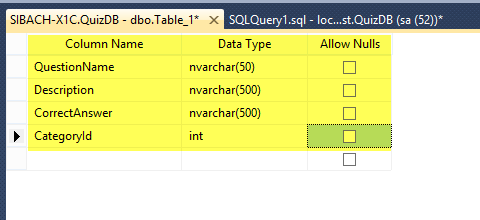 SIBACH-X1C.QuizDB - dbo.Table_1* SQLQuery1.sql - loc...st.QuizDB (sa (52))*
Column Name Data Type Allow Nulls
QuestionName nvarchar(50)
Description nvarchar(500)
CorrectAnswer nvarchar(500)
CategoryId int